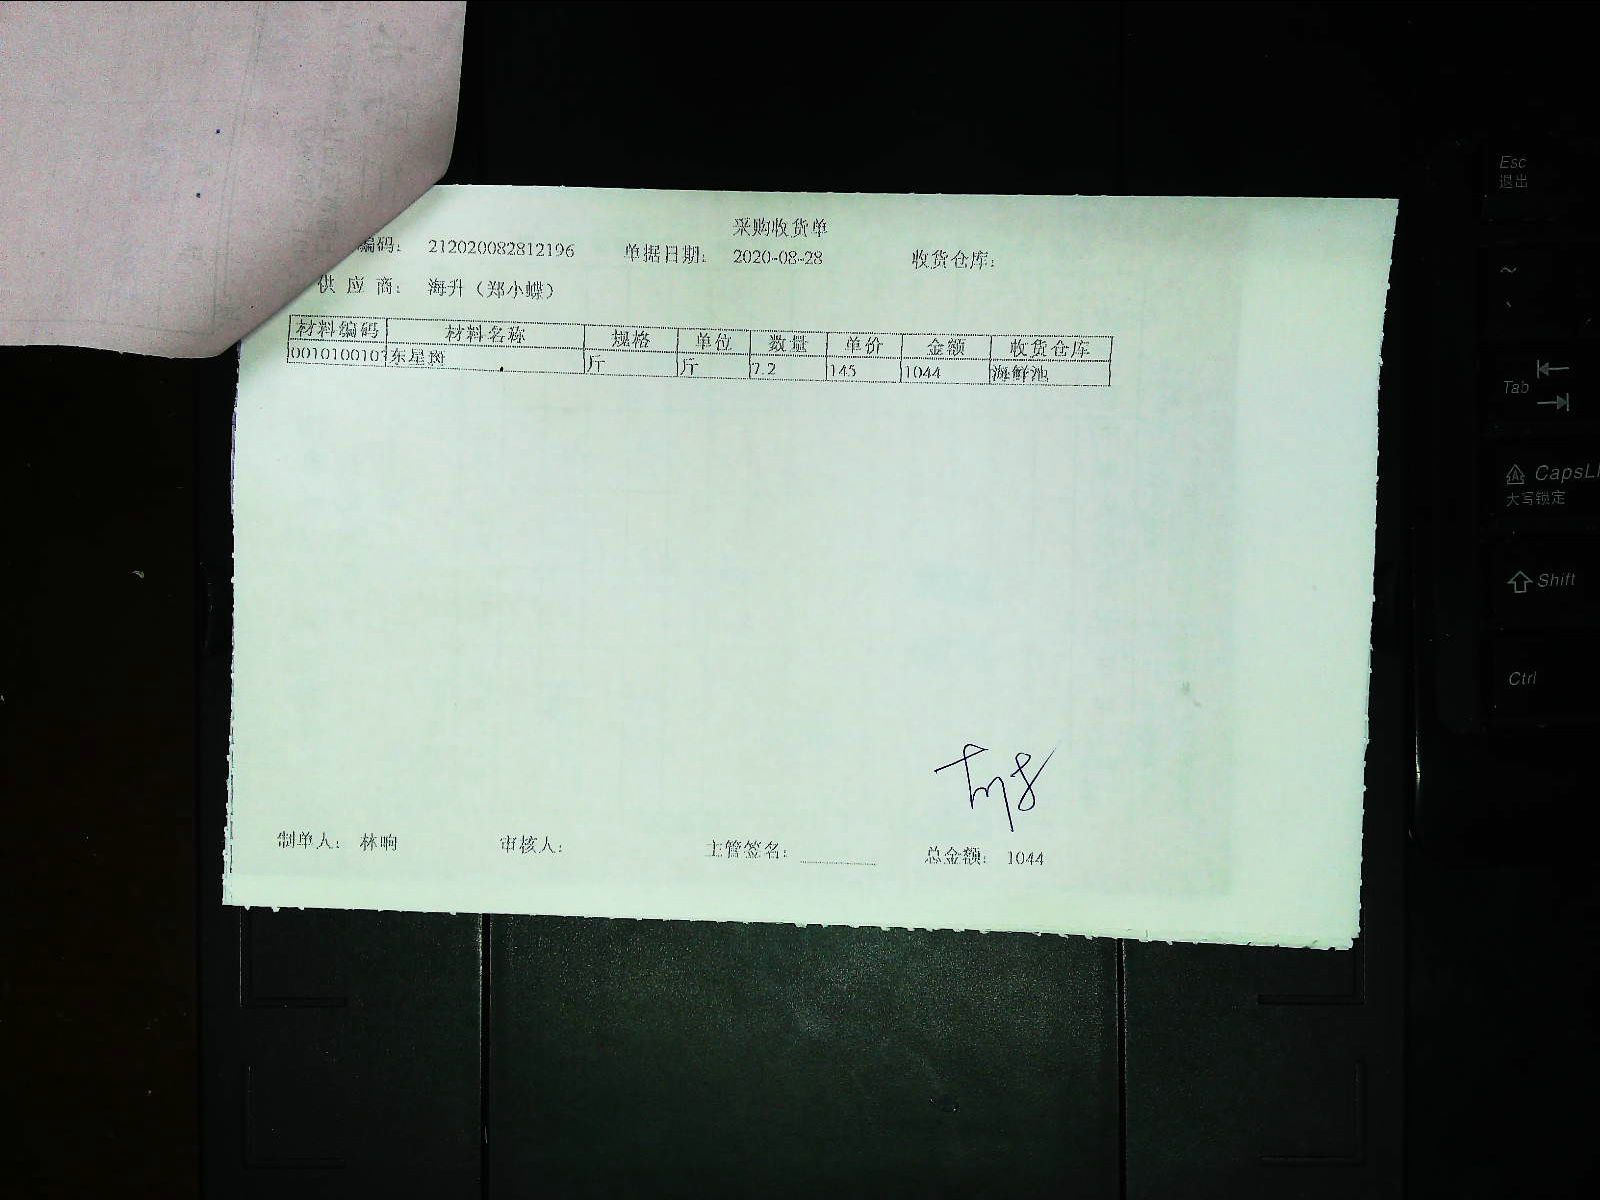 采购收货单
编码： 212020082812196 单据日期： 2020-08-28 收货仓库：
供 应 商： 海升（郑小蝶）
材料编码 材料名称 规格 单位 数量 单价 金额 收货仓库
0010100107 东星斑 斤 斤 7.2 145 1044 海鲜池
制单人： 林响 审核人： 主管签名： 总金额： 1044
Esc
退出
~
Tab
CapsL
大写锁定
Shift
Ctrl